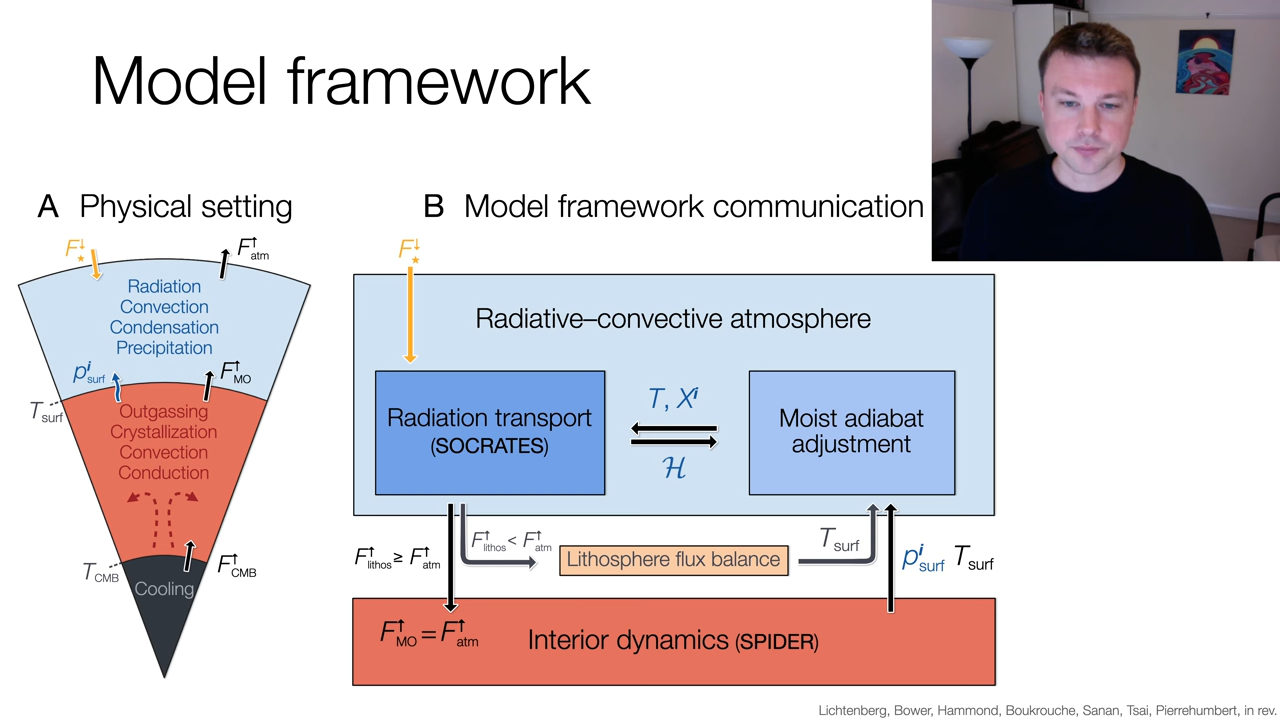 Model framework
A Physical setting
F★↓
F↑atm
Radiation
Convection
Condensation
Precipitation
pⁱsurf
F↑MO
Tsurf
Outgassing
Crystallization
Convection
Conduction
TCMB
F↑CMB
Cooling
B Model framework communication
F★↓
Radiative–convective atmosphere
Radiation transport
(SOCRATES)
T, Xⁱ
ℋ
Moist adiabat
adjustment
F↑lithos ≥ F↑atm
F↑lithos < F↑atm
Lithosphere flux balance
Tsurf
pⁱsurf Tsurf
F↑MO = F↑atm
Interior dynamics (SPIDER)
Lichtenberg, Bower, Hammond, Boukrouche, Sanan, Tsai, Pierrehumbert, in rev.